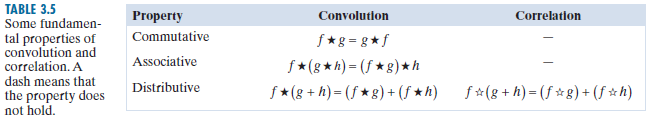 TABLE 3.5
Some fundamen-
tal properties of
convolution and
correlation. A
dash means that
the property does
not hold.
Property Convolution Correlation
Commutative f ★ g = g ★ f —
Associative f ★ (g ★ h) = (f ★ g) ★ h —
Distributive f ★ (g + h) = (f ★ g) + (f ★ h) f ☆ (g + h) = (f ☆ g) + (f ☆ h)